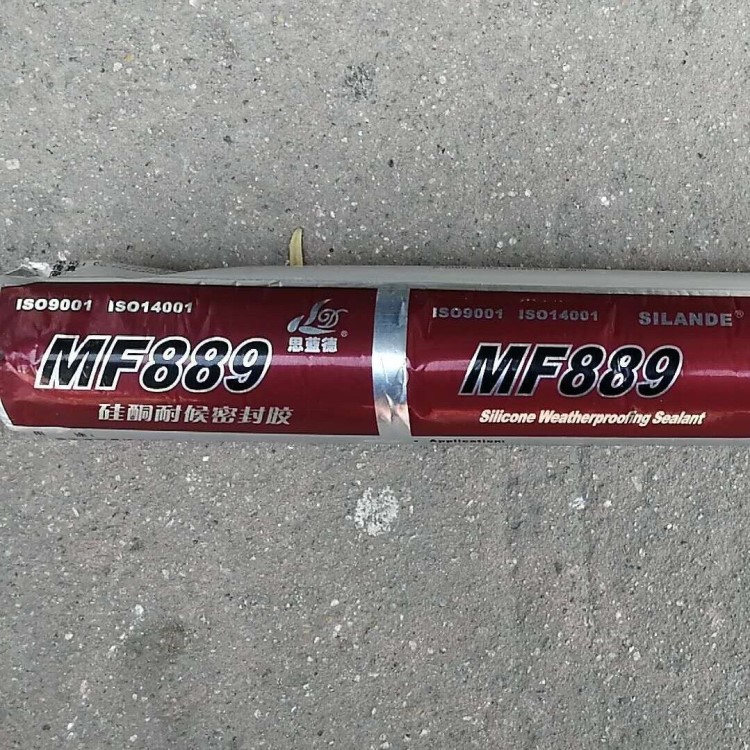 ISO9001 ISO14001
思蓝德®
MF889
硅酮耐候密封胶
ISO9001 ISO14001 SILANDE®
MF889
Silicone Weatherproofing Sealant
Application: